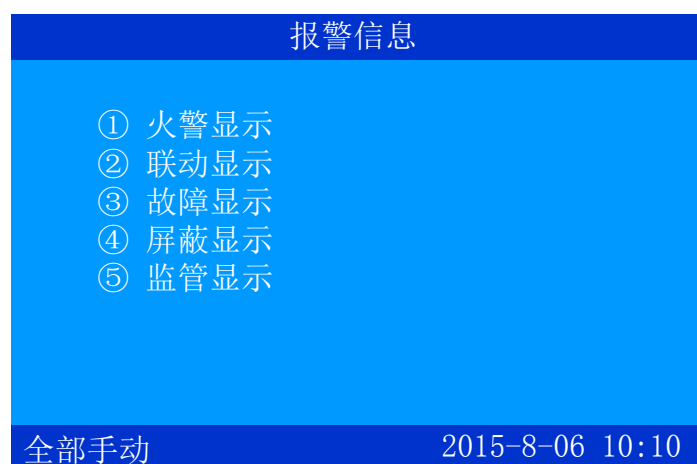 报警信息
① 火警显示
② 联动显示
③ 故障显示
④ 屏蔽显示
⑤ 监管显示
全部手动 2015-8-06 10:10